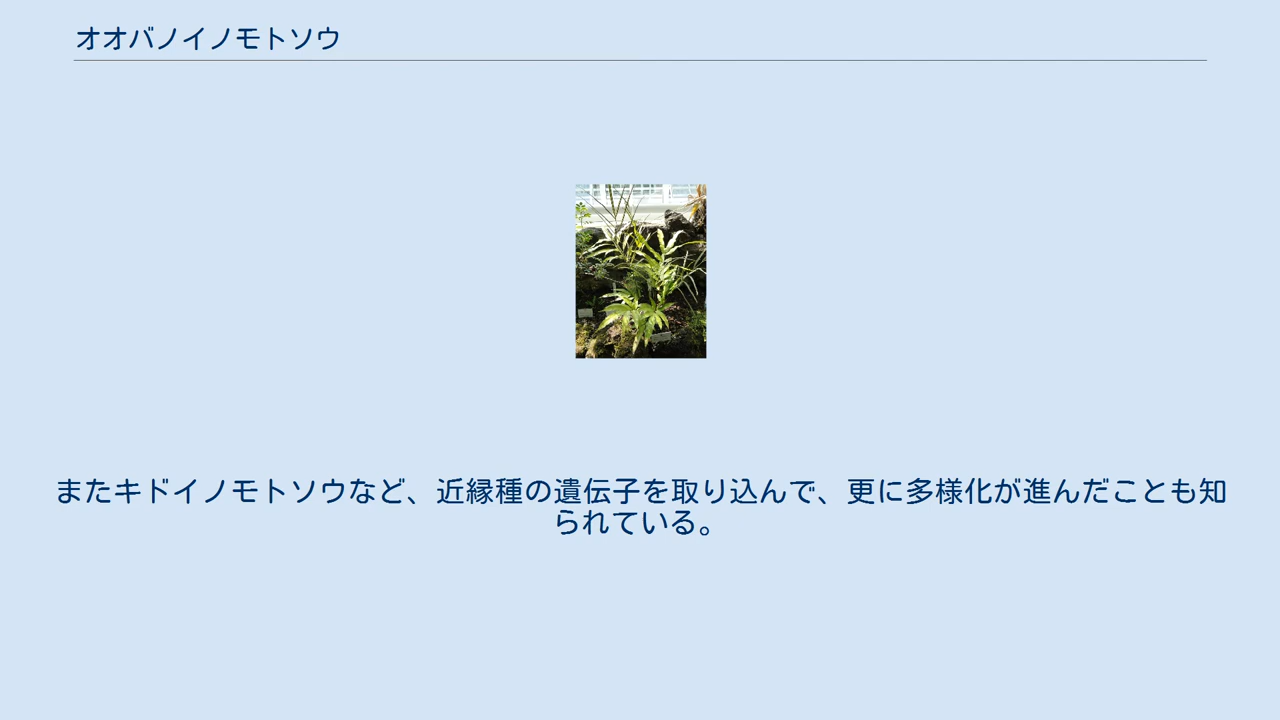 オオバノイノモトソウ
またキドイノモトソウなど、近縁種の遺伝子を取り込んで、更に多様化が進んだことも知
られている。